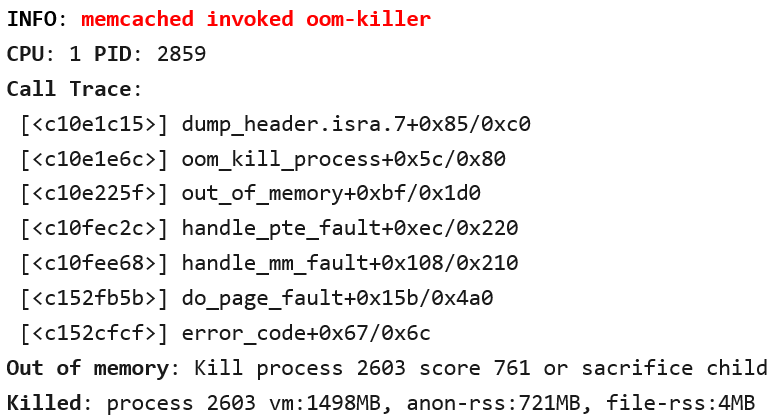 INFO: memcached invoked oom-killer
CPU: 1 PID: 2859
Call Trace:
[<c10e1c15>] dump_header.isra.7+0x85/0xc0
[<c10e1e6c>] oom_kill_process+0x5c/0x80
[<c10e225f>] out_of_memory+0xbf/0x1d0
[<c10fec2c>] handle_pte_fault+0xec/0x220
[<c10fee68>] handle_mm_fault+0x108/0x210
[<c152fb5b>] do_page_fault+0x15b/0x4a0
[<c152cfcf>] error_code+0x67/0x6c
Out of memory: Kill process 2603 score 761 or sacrifice child
Killed: process 2603 vm:1498MB, anon-rss:721MB, file-rss:4MB